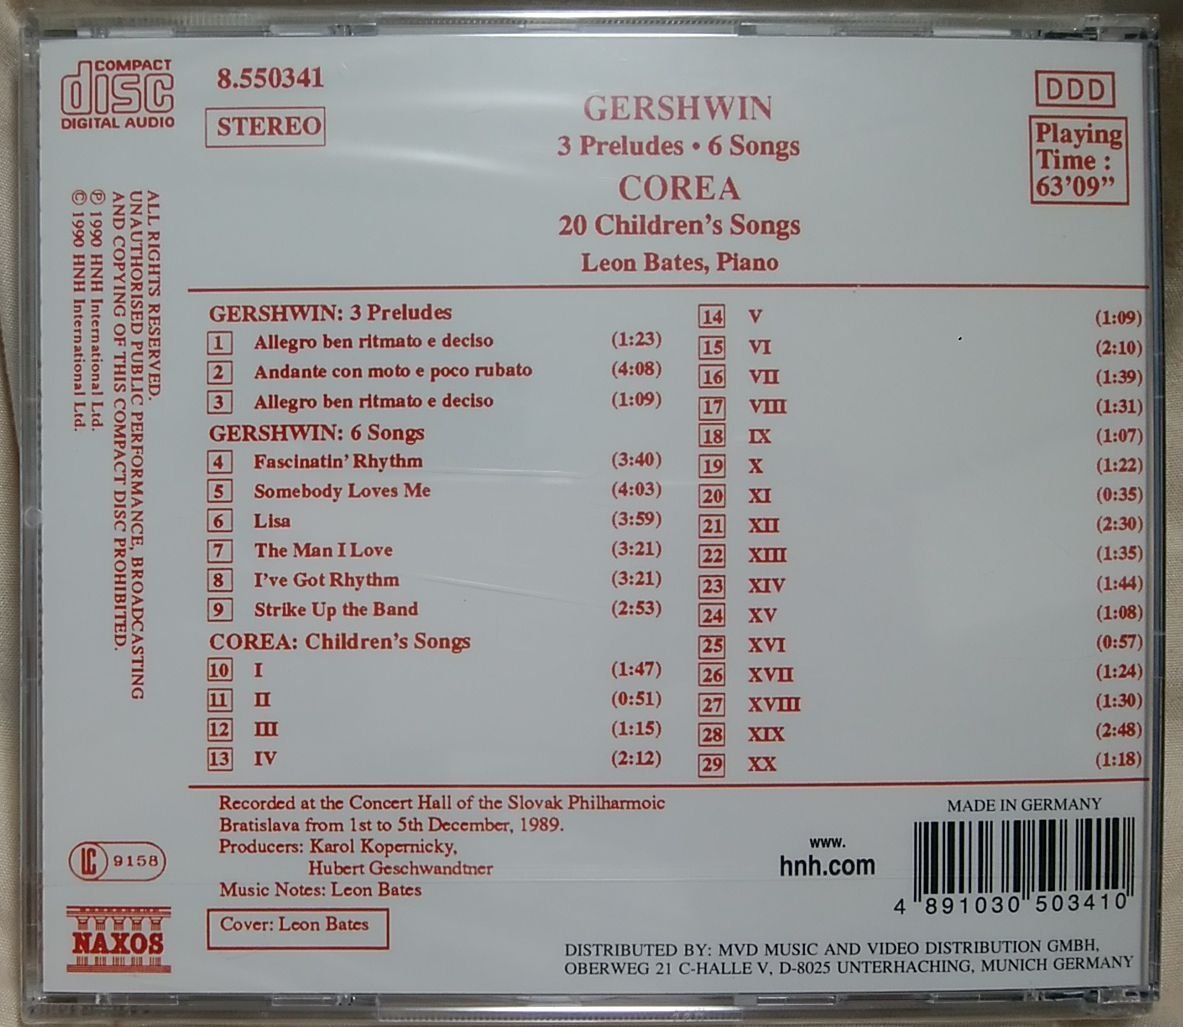 COMPACT
disc
DIGITAL AUDIO
8.550341
STEREO
GERSHWIN
3 Preludes • 6 Songs
COREA
20 Children's Songs
Leon Bates, Piano
DDD
Playing
Time :
63'09"
ALL RIGHTS RESERVED.
UNAUTHORISED PUBLIC PERFORMANCE, BROADCASTING
AND COPYING OF THIS COMPACT DISC PROHIBITED.
℗ 1990 HNH International Ltd.
© 1990 HNH International Ltd.
GERSHWIN: 3 Preludes
1 Allegro ben ritmato e deciso (1:23)
2 Andante con moto e poco rubato (4:08)
3 Allegro ben ritmato e deciso (1:09)
GERSHWIN: 6 Songs
4 Fascinatin' Rhythm (3:40)
5 Somebody Loves Me (4:03)
6 Lisa (3:59)
7 The Man I Love (3:21)
8 I've Got Rhythm (3:21)
9 Strike Up the Band (2:53)
COREA: Children's Songs
10 I (1:47)
11 II (0:51)
12 III (1:15)
13 IV (2:12)
14 V (1:09)
15 VI (2:10)
16 VII (1:39)
17 VIII (1:31)
18 IX (1:07)
19 X (1:22)
20 XI (0:35)
21 XII (2:30)
22 XIII (1:35)
23 XIV (1:44)
24 XV (1:08)
25 XVI (0:57)
26 XVII (1:24)
27 XVIII (1:30)
28 XIX (2:48)
29 XX (1:18)
Recorded at the Concert Hall of the Slovak Philharmoic
Bratislava from 1st to 5th December, 1989.
Producers: Karol Kopernicky,
Hubert Geschwandtner
Music Notes: Leon Bates
Cover: Leon Bates
LC 9158
NAXOS
www.
hnh.com
MADE IN GERMANY
4 891030 503410
DISTRIBUTED BY: MVD MUSIC AND VIDEO DISTRIBUTION GMBH,
OBERWEG 21 C-HALLE V, D-8025 UNTERHACHING, MUNICH GERMANY